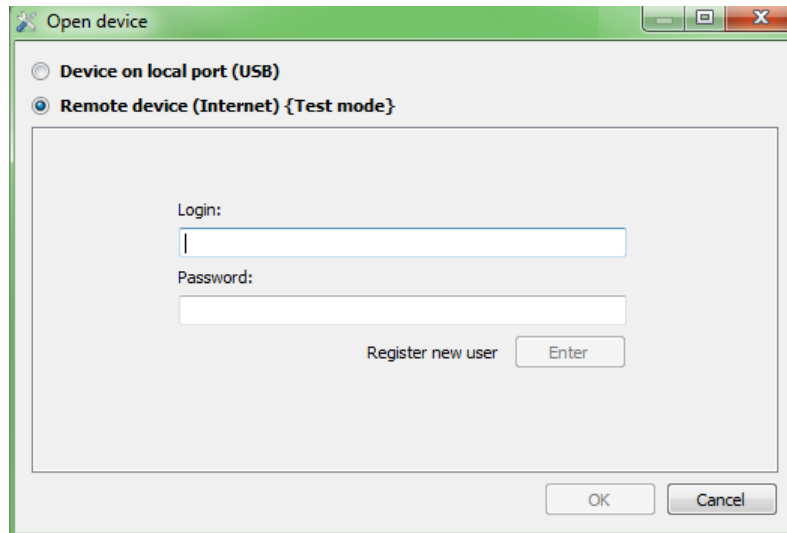 Open device
Device on local port (USB)
Remote device (Internet) {Test mode}
Login:
Password:
Register new user Enter
OK Cancel